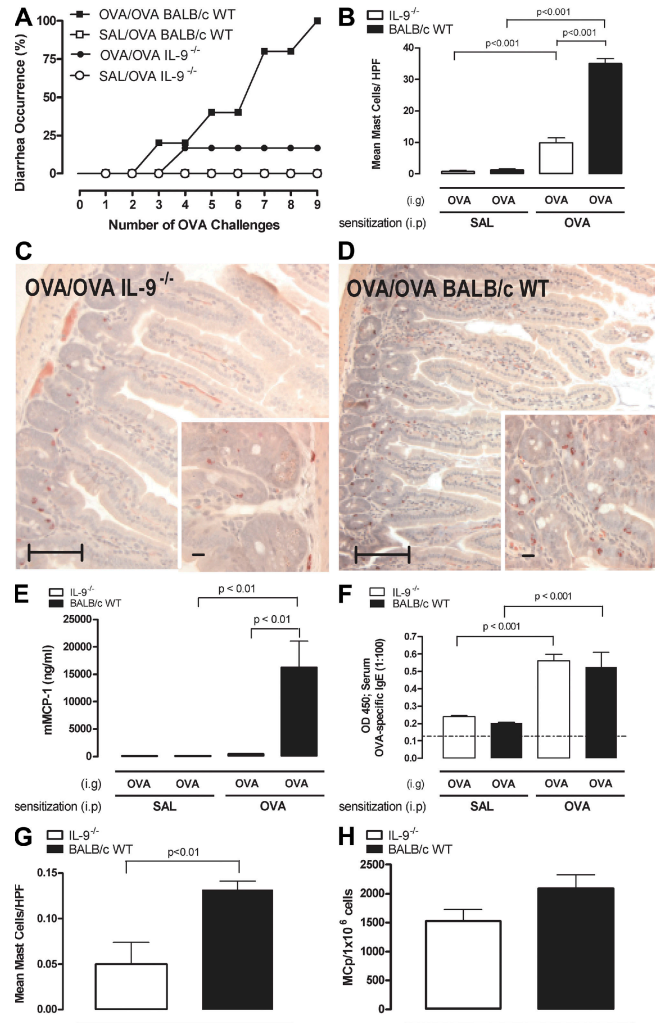 A
OVA/OVA BALB/c WT
SAL/OVA BALB/c WT
OVA/OVA IL-9 -/-
SAL/OVA IL-9 -/-
Diarrhea Occurrence (%)
100
75
50
25
0
0 1 2 3 4 5 6 7 8 9
Number of OVA Challenges
B
IL-9-/-
BALB/c WT
p<0.001
p<0.001
p<0.001
Mean Mast Cells/ HPF
40
30
20
10
0
(i.g) OVA OVA OVA OVA
sensitization (i.p) SAL OVA
C
OVA/OVA IL-9 -/-
D
OVA/OVA BALB/c WT
E
IL-9-/-
BALB/c WT
p < 0.01
p < 0.01
mMCP-1 (ng/ml)
25000
20000
15000
10000
5000
0
(i.g) OVA OVA OVA OVA
sensitization (i.p) SAL OVA
F
IL-9-/-
BALB/c WT
p < 0.001
p < 0.001
OD 450; Serum
OVA-specific IgE (1:100)
0.7
0.6
0.5
0.4
0.3
0.2
0.1
0.0
(i.g) OVA OVA OVA OVA
sensitization (i.p) SAL OVA
G
IL-9-/-
BALB/c WT
p<0.01
Mean Mast Cells/HPF
0.15
0.10
0.05
0.00
H
IL-9-/-
BALB/c WT
MCp/1x10 6 cells
2500
2000
1500
1000
500
0